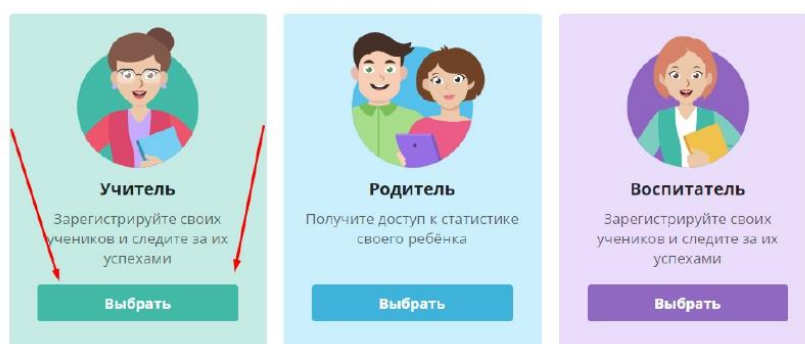 Учитель
Зарегистрируйте своих
учеников и следите за их
успехами
Выбрать
Родитель
Получите доступ к статистике
своего ребёнка
Выбрать
Воспитатель
Зарегистрируйте своих
учеников и следите за их
успехами
Выбрать